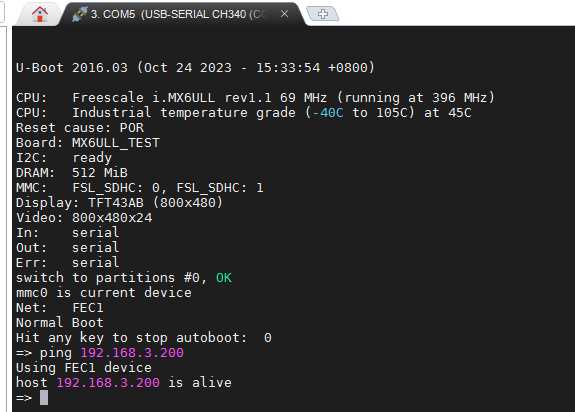 3. COM5 (USB-SERIAL CH340 (CO
U-Boot 2016.03 (Oct 24 2023 - 15:33:54 +0800)
CPU: Freescale i.MX6ULL rev1.1 69 MHz (running at 396 MHz)
CPU: Industrial temperature grade (-40C to 105C) at 45C
Reset cause: POR
Board: MX6ULL_TEST
I2C: ready
DRAM: 512 MiB
MMC: FSL_SDHC: 0, FSL_SDHC: 1
Display: TFT43AB (800x480)
Video: 800x480x24
In: serial
Out: serial
Err: serial
switch to partitions #0, OK
mmc0 is current device
Net: FEC1
Normal Boot
Hit any key to stop autoboot: 0
=> ping 192.168.3.200
Using FEC1 device
host 192.168.3.200 is alive
=>